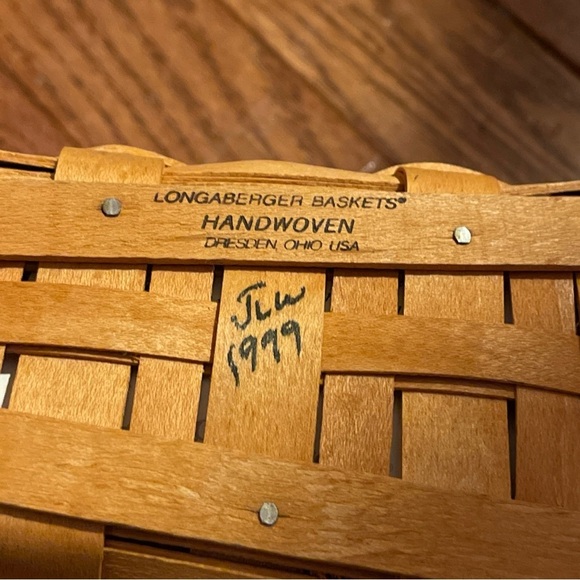 LONGABERGER BASKETS®
HANDWOVEN
DRESDEN, OHIO USA
JLW
1999